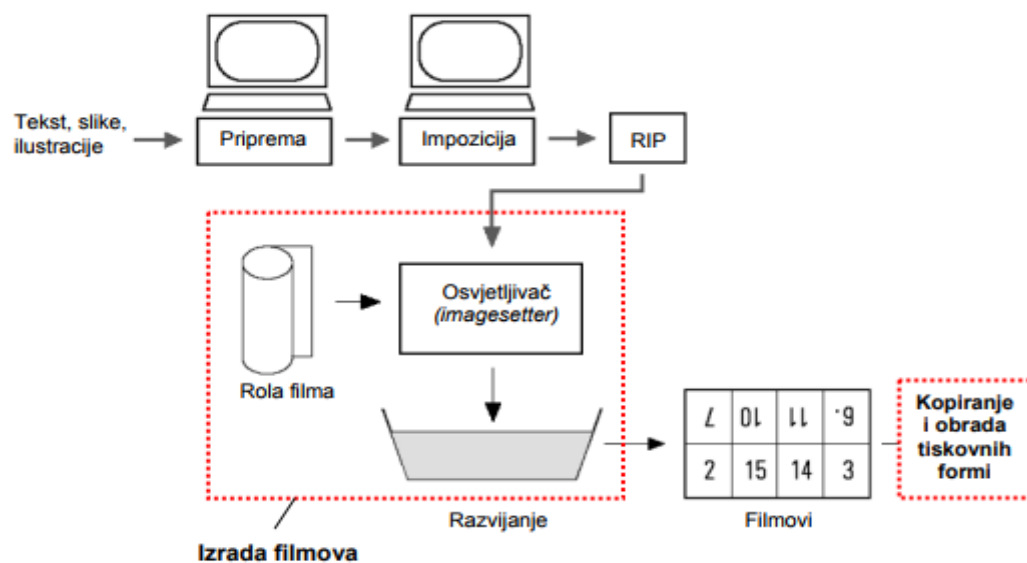 Tekst, slike,
ilustracije
Priprema
Impozicija
RIP
Osvjetljivač
(imagesetter)
Rola filma
7 10 11 6.
2 15 14 3
Kopiranje
i obrada
tiskovnih
formi
Razvijanje
Filmovi
Izrada filmova